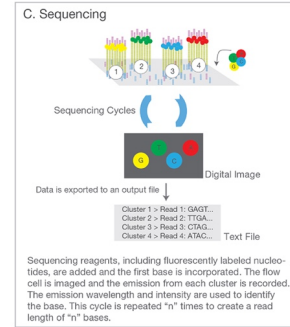 C. Sequencing
1
2
3
4
G
Sequencing Cycles
G
C
Digital Image
Data is exported to an output file
Cluster 1 > Read 1: GAGT...
Cluster 2 > Read 2: TTGA...
Cluster 3 > Read 3: CTAG...
Cluster 4 > Read 4: ATAC...
Text File
Sequencing reagents, including fluorescently labeled nucleo-
tides, are added and the first base is incorporated. The flow
cell is imaged and the emission from each cluster is recorded.
The emission wavelength and intensity are used to identify
the base. This cycle is repeated “n” times to create a read
length of “n” bases.